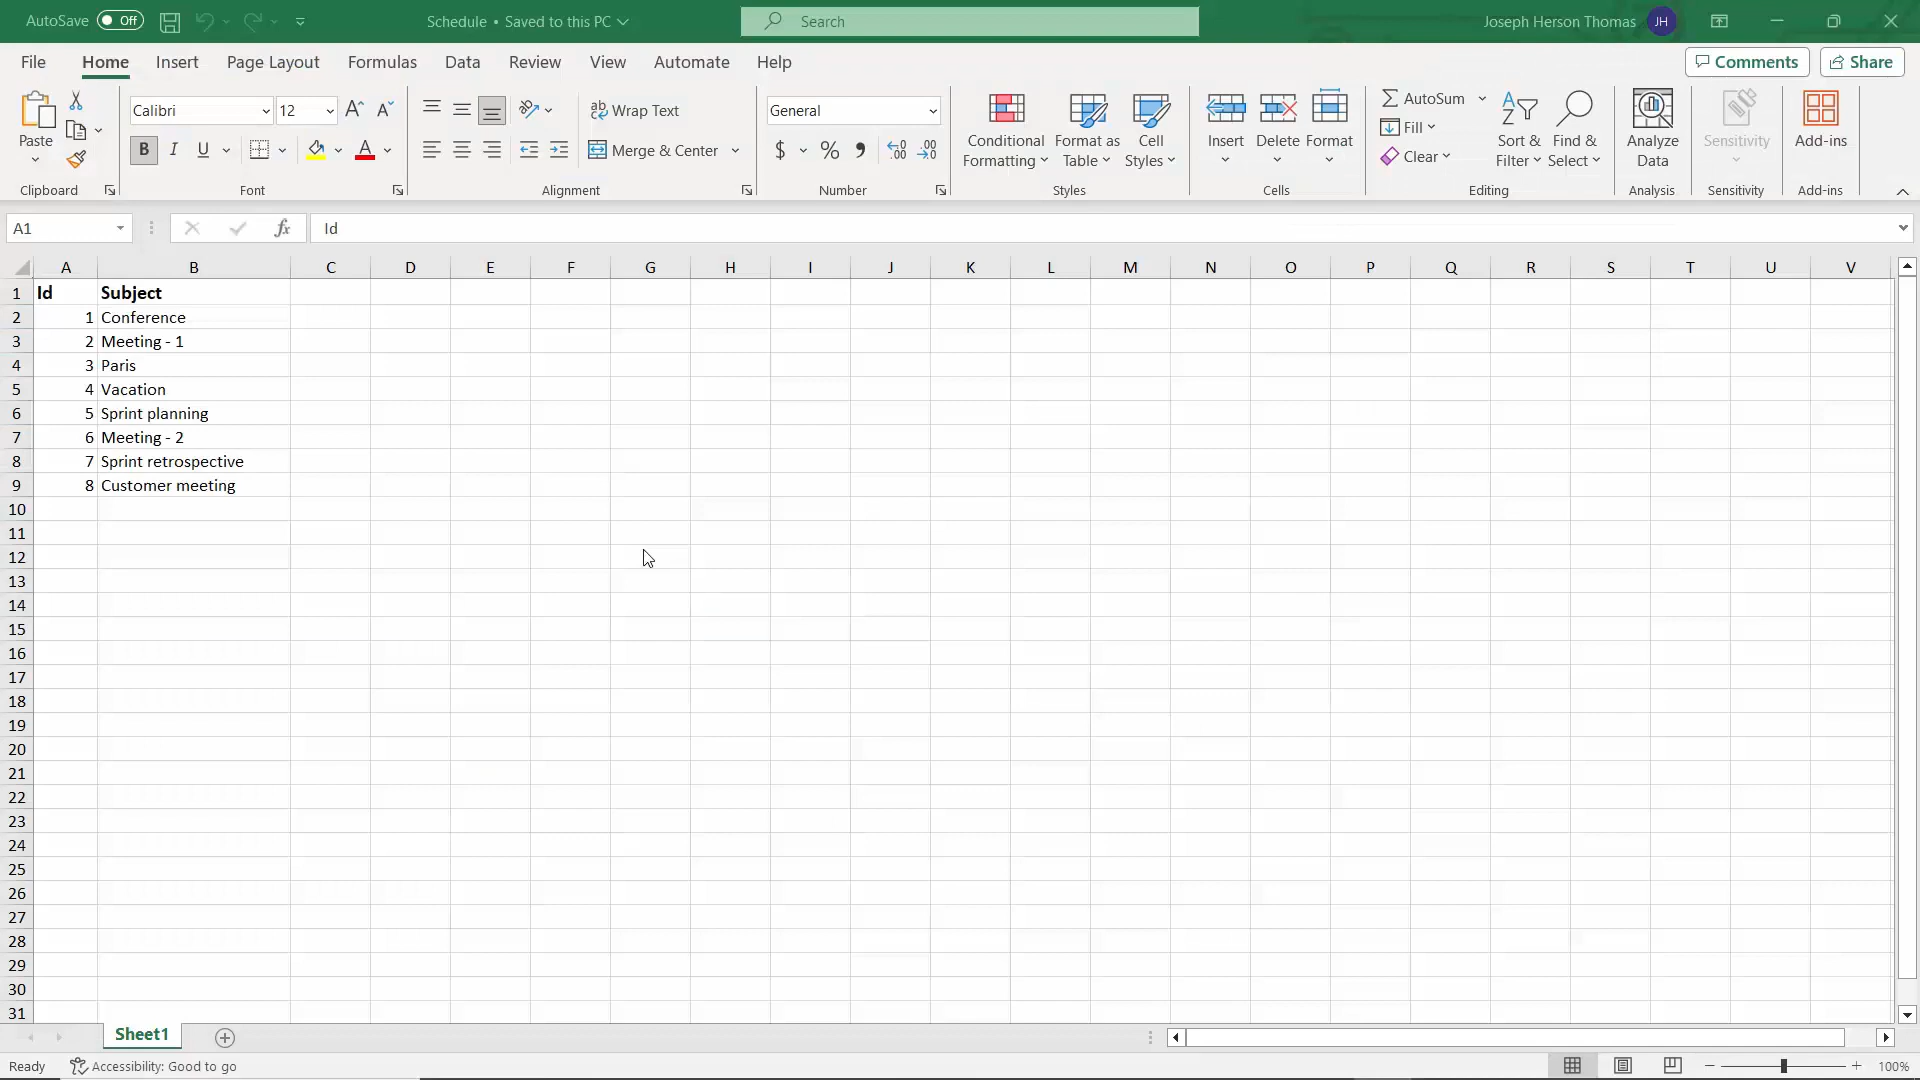 AutoSave Off Schedule • Saved to this PC Search Joseph Herson Thomas JH
File Home Insert Page Layout Formulas Data Review View Automate Help Comments Share
Paste
Clipboard
Calibri 12
B I U A
Font
ab Wrap Text
Merge & Center
Alignment
General
$ % 9 .00 .00
Number
Conditional Formatting
Format as Table
Cell Styles
Styles
Insert Delete Format
Cells
AutoSum
Fill
Clear
Sort & Filter
Find & Select
Editing
Analyze Data
Analysis
Sensitivity
Sensitivity
Add-ins
Add-ins
A1 fx Id
A B C D E F G H I J K L M N O P Q R S T U V
1 Id Subject
2 1 Conference
3 2 Meeting - 1
4 3 Paris
5 4 Vacation
6 5 Sprint planning
7 6 Meeting - 2
8 7 Sprint retrospective
9 8 Customer meeting
10
11
12
13
14
15
16
17
18
19
20
21
22
23
24
25
26
27
28
29
30
31
Sheet1
Ready Accessibility: Good to go 100%